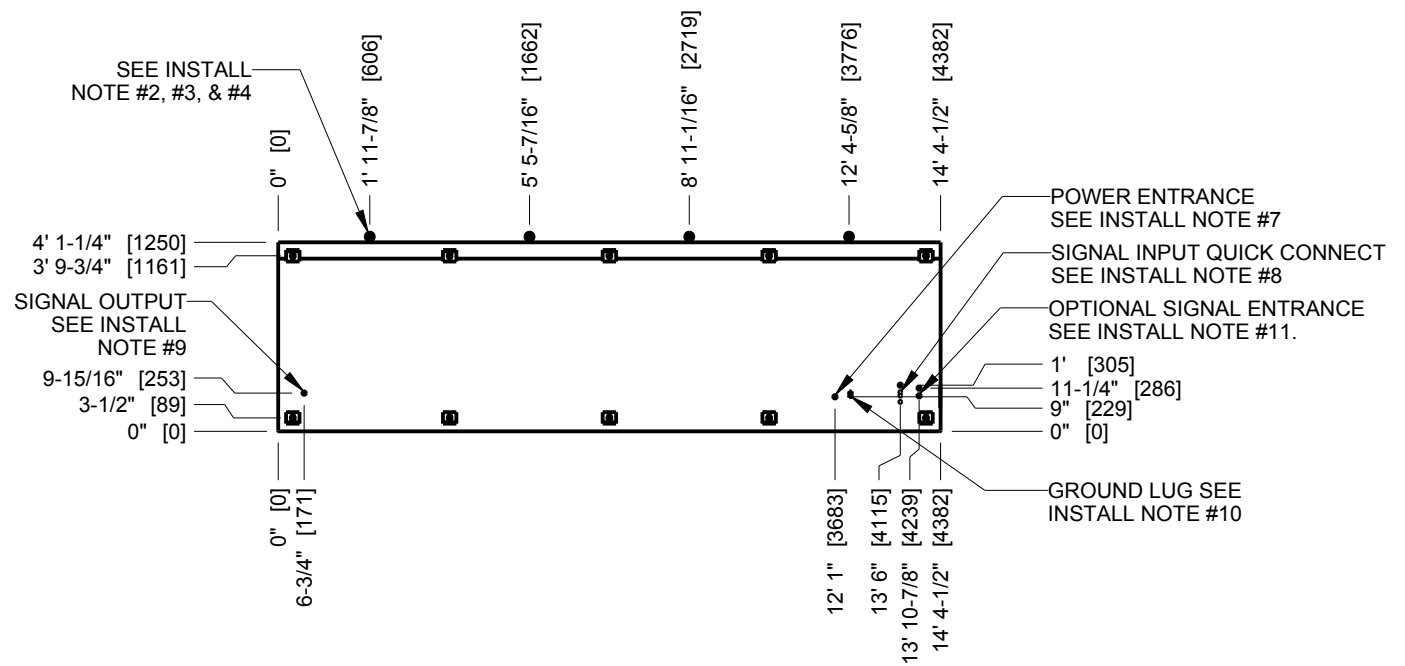 SEE INSTALL
NOTE #2, #3, & #4
0" [0]
1' 11-7/8" [606]
5' 5-7/16" [1662]
8' 11-1/16" [2719]
12' 4-5/8" [3776]
14' 4-1/2" [4382]
4' 1-1/4" [1250]
3' 9-3/4" [1161]
SIGNAL OUTPUT
SEE INSTALL
NOTE #9
9-15/16" [253]
3-1/2" [89]
0" [0]
POWER ENTRANCE
SEE INSTALL NOTE #7
SIGNAL INPUT QUICK CONNECT
SEE INSTALL NOTE #8
OPTIONAL SIGNAL ENTRANCE
SEE INSTALL NOTE #11.
1' [305]
11-1/4" [286]
9" [229]
0" [0]
GROUND LUG SEE
INSTALL NOTE #10
0" [0]
6-3/4" [171]
12' 1" [3683]
13' 6" [4115]
13' 10-7/8" [4239]
14' 4-1/2" [4382]